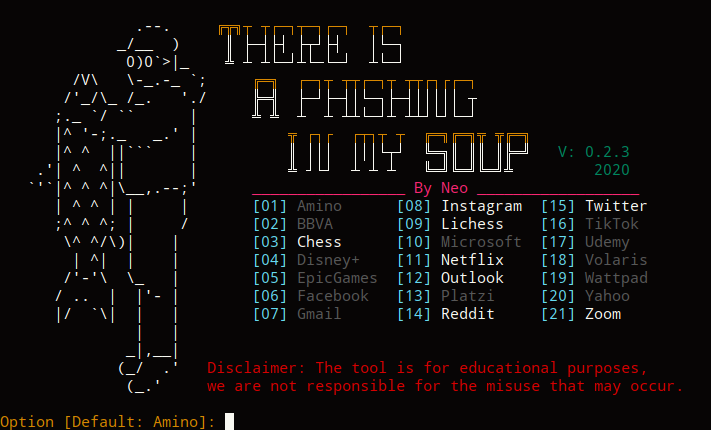 THERE IS
A PHISHING
IN MY SOUP
V: 0.2.3
2020
By Neo
[01] Amino [08] Instagram [15] Twitter
[02] BBVA [09] Lichess [16] TikTok
[03] Chess [10] Microsoft [17] Udemy
[04] Disney+ [11] Netflix [18] Volaris
[05] EpicGames [12] Outlook [19] Wattpad
[06] Facebook [13] Platzi [20] Yahoo
[07] Gmail [14] Reddit [21] Zoom
Disclaimer: The tool is for educational purposes,
we are not responsible for the misuse that may occur.
Option [Default: Amino]: